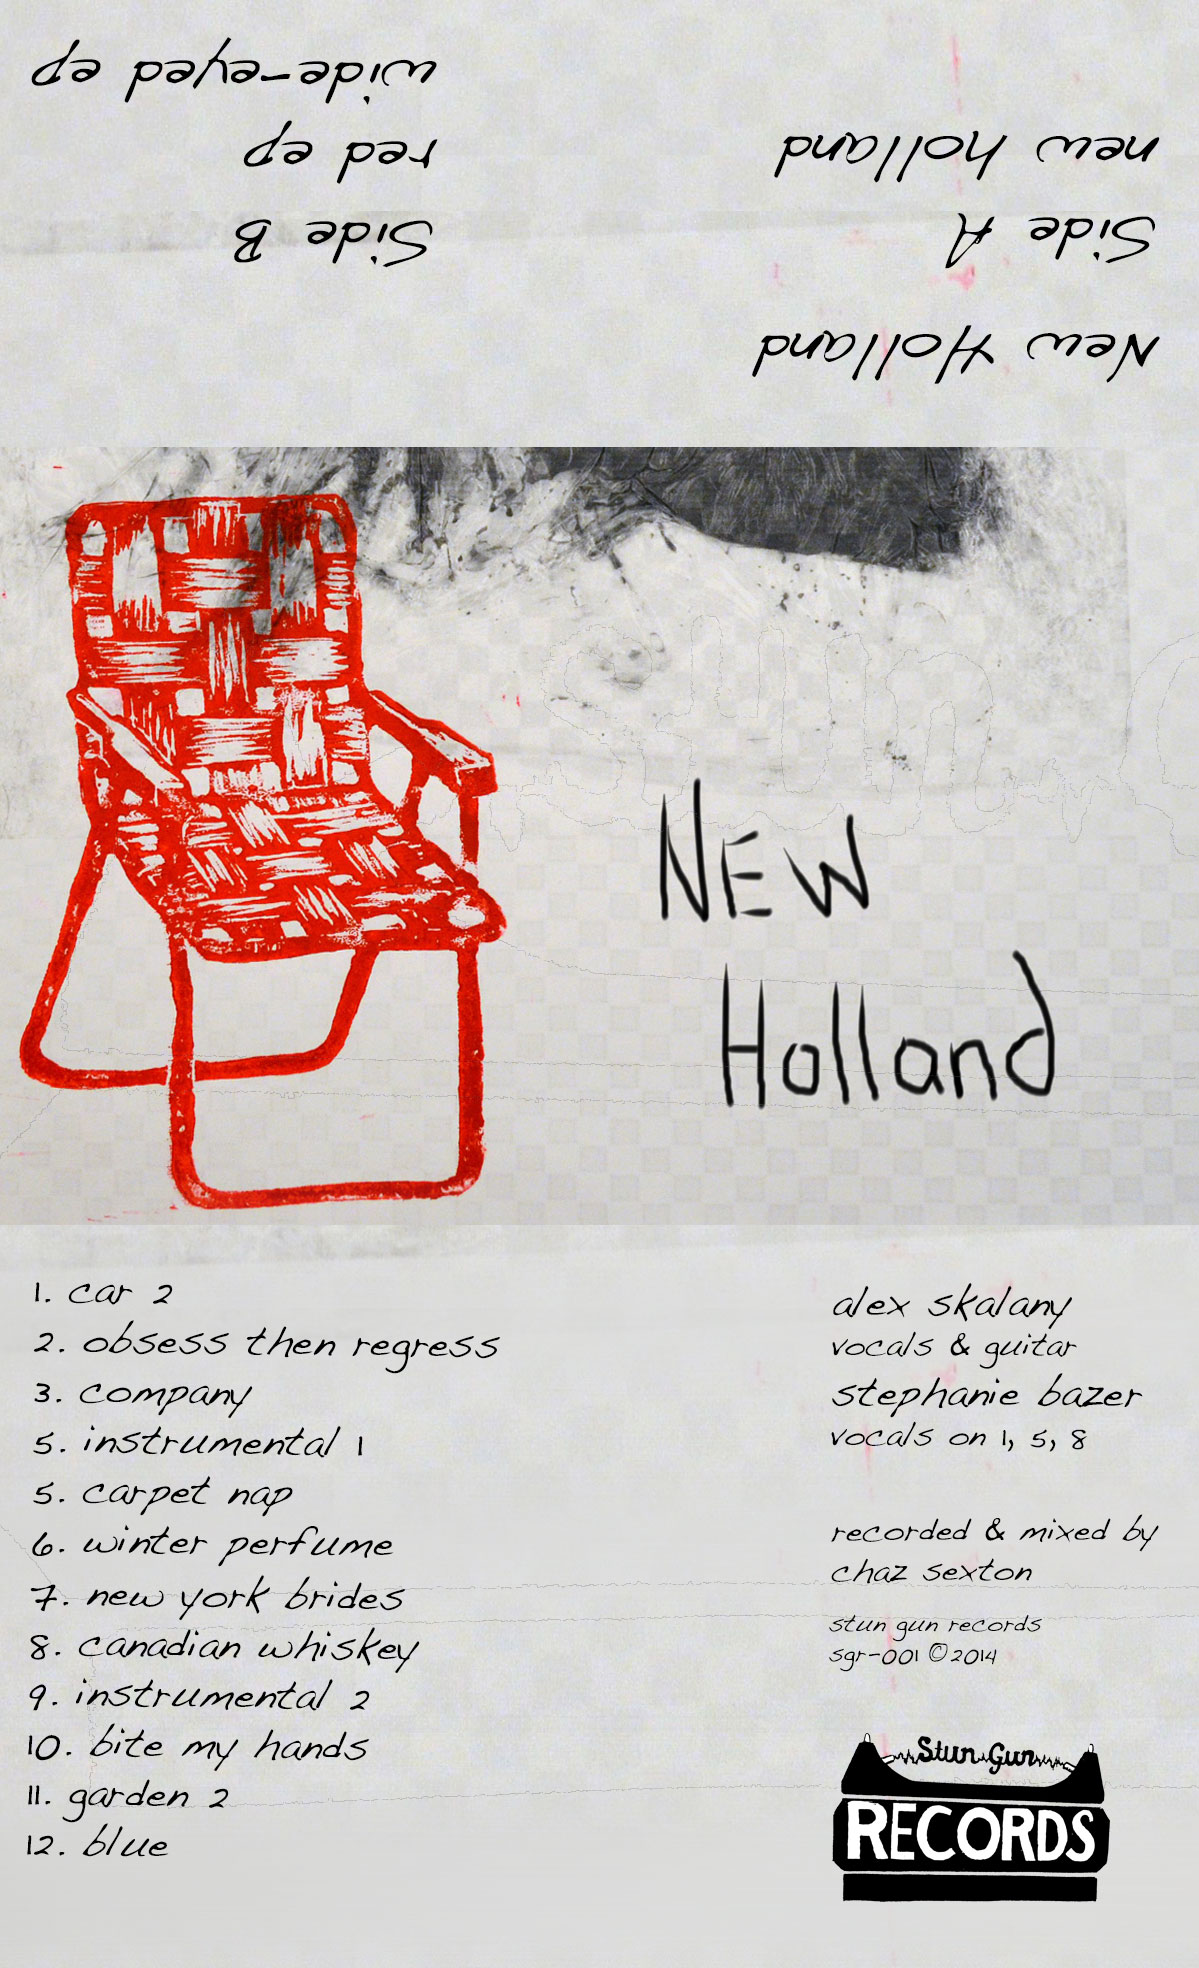 New Holland
Side A
new holland
Side B
red ep
wide-eyed ep
New
Holland
1. car 2
2. obsess then regress
3. company
5. instrumental 1
5. carpet nap
6. winter perfume
7. new york brides
8. canadian whiskey
9. instrumental 2
10. bite my hands
11. garden 2
12. blue
alex skalany
vocals & guitar
stephanie bazer
vocals on 1, 5, 8
recorded & mixed by
chaz sexton
stun gun records
sgr-001 ©2014
Stun Gun
RECORDS